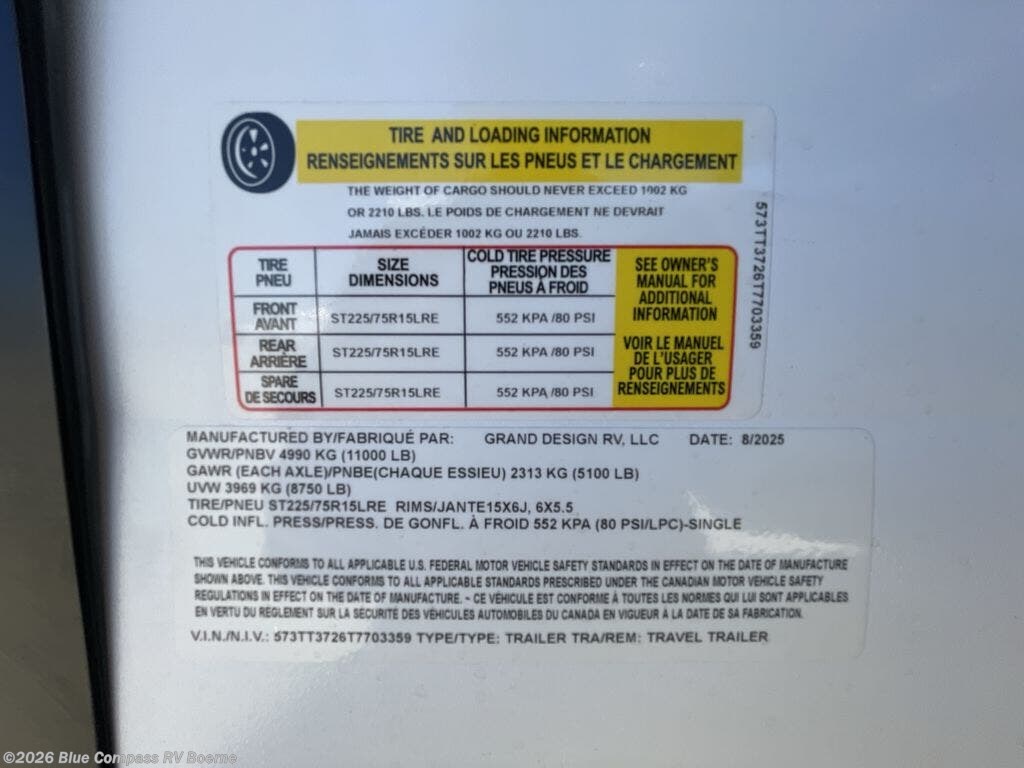 TIRE AND LOADING INFORMATION
RENSEIGNEMENTS SUR LES PNEUS ET LE CHARGEMENT
THE WEIGHT OF CARGO SHOULD NEVER EXCEED 1002 KG
OR 2210 LBS. LE POIDS DE CHARGEMENT NE DEVRAIT
JAMAIS EXCÉDER 1002 KG OU 2210 LBS.
TIRE
PNEU
SIZE
DIMENSIONS
COLD TIRE PRESSURE
PRESSION DES
PNEUS À FROID
FRONT
AVANT
ST225/75R15LRE
552 KPA /80 PSI
REAR
ARRIÈRE
ST225/75R15LRE
552 KPA /80 PSI
SPARE
DE SECOURS
ST225/75R15LRE
552 KPA /80 PSI
SEE OWNER'S
MANUAL FOR
ADDITIONAL
INFORMATION
VOIR LE MANUEL
DE L'USAGER
POUR PLUS DE
RENSEIGNEMENTS
573TT3726T7703359
MANUFACTURED BY/FABRIQUÉ PAR: GRAND DESIGN RV, LLC DATE: 8/2025
GVWR/PNBV 4990 KG (11000 LB)
GAWR (EACH AXLE)/PNBE(CHAQUE ESSIEU) 2313 KG (5100 LB)
UVW 3969 KG (8750 LB)
TIRE/PNEU ST225/75R15LRE RIMS/JANTE15X6J, 6X5.5
COLD INFL. PRESS/PRESS. DE GONFL. À FROID 552 KPA (80 PSI/LPC)-SINGLE
THIS VEHICLE CONFORMS TO ALL APPLICABLE U.S. FEDERAL MOTOR VEHICLE SAFETY STANDARDS IN EFFECT ON THE DATE OF MANUFACTURE
SHOWN ABOVE. THIS VEHICLE CONFORMS TO ALL APPLICABLE STANDARDS PRESCRIBED UNDER THE CANADIAN MOTOR VEHICLE SAFETY
REGULATIONS IN EFFECT ON THE DATE OF MANUFACTURE. - CE VÉHICULE EST CONFORME À TOUTES LES NORMES QUI LUI SONT APPLICABLES
EN VERTU DU REGLEMENT SUR LA SÉCURITÉ DES VÉHICULES AUTOMOBILES DU CANADA EN VIGUEUR À LA DATE DE SA FABRICATION.
V.I.N./N.I.V.: 573TT3726T7703359 TYPE/TYPE: TRAILER TRA/REM: TRAVEL TRAILER
©2026 Blue Compass RV Boerne